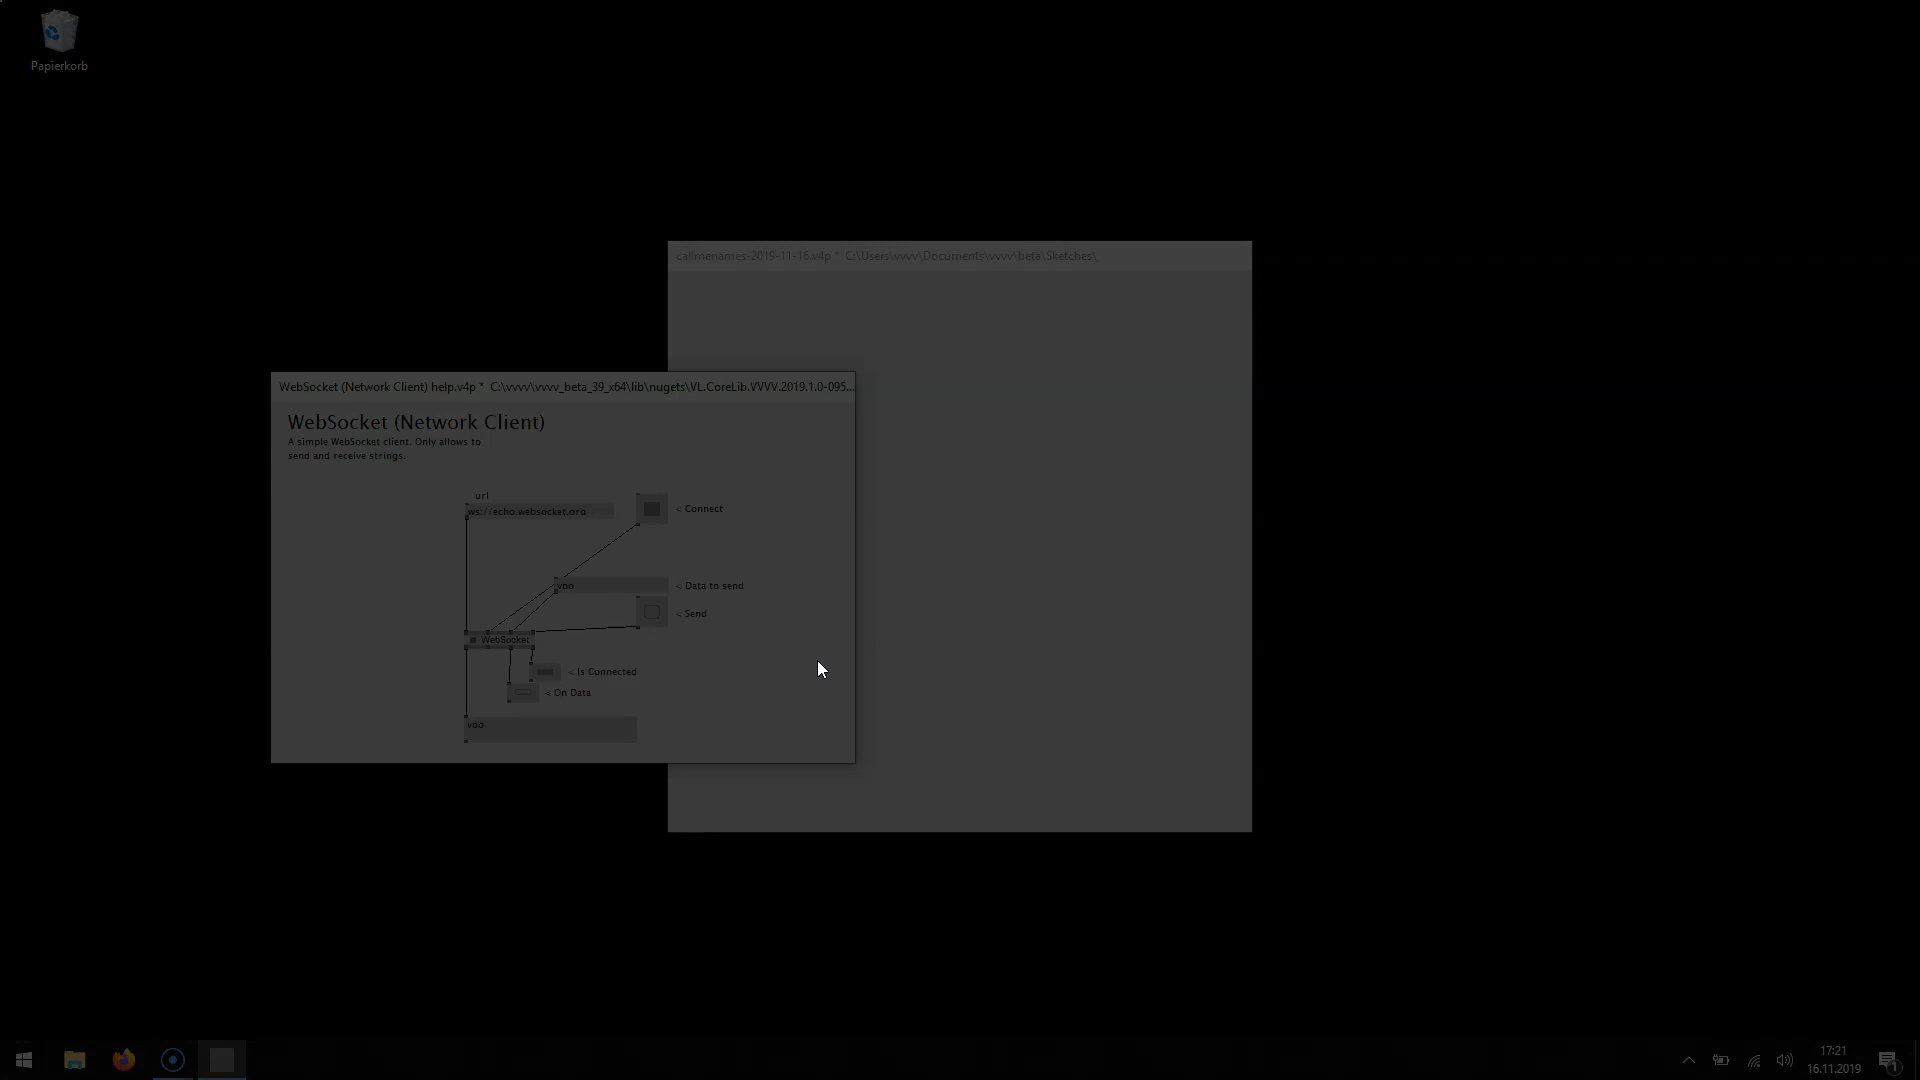 Papierkorb
callmenames-2019-11-16.v4p * C:\Users\vvvv\Documents\vvvv\beta\Sketches\
WebSocket (Network Client) help.v4p * C:\vvvv\vvvv_beta_39_x64\lib\nugets\VL.CoreLib.VVVV.2019.1.0-095...
WebSocket (Network Client)
A simple WebSocket client. Only allows to
send and receive strings.
url
ws://echo.websocket.org
< Connect
voo
< Data to send
< Send
WebSocket
< Is Connected
< On Data
voo
17:21
16.11.2019
1